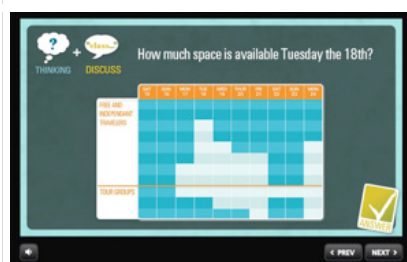 "class..."
How much space is available Tuesday the 18th?
THINKING + DISCUSS
SAT SUN MON TUE WED THUR FRI SAT SUN MON
15 16 17 18 19 20 21 22 23 24
FREE AND
INDEPENDANT
TRAVELERS
TOUR GROUPS
ANSWER
< PREV
NEXT >